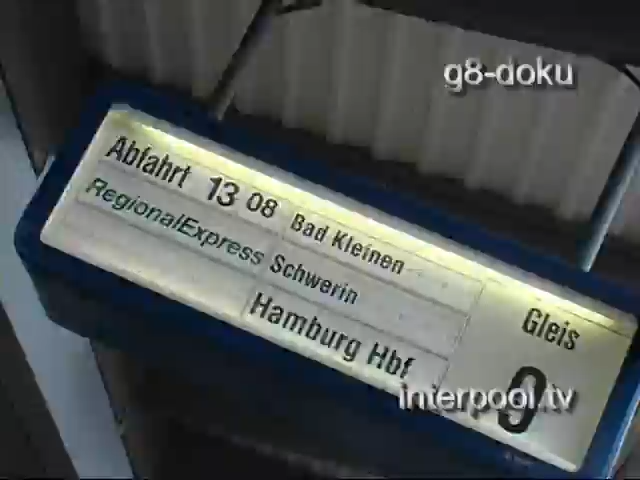 g8-doku
Abfahrt 13 08
RegionalExpress
Bad Kleinen
Schwerin
Hamburg Hbf
Gleis
9
interpool.tv